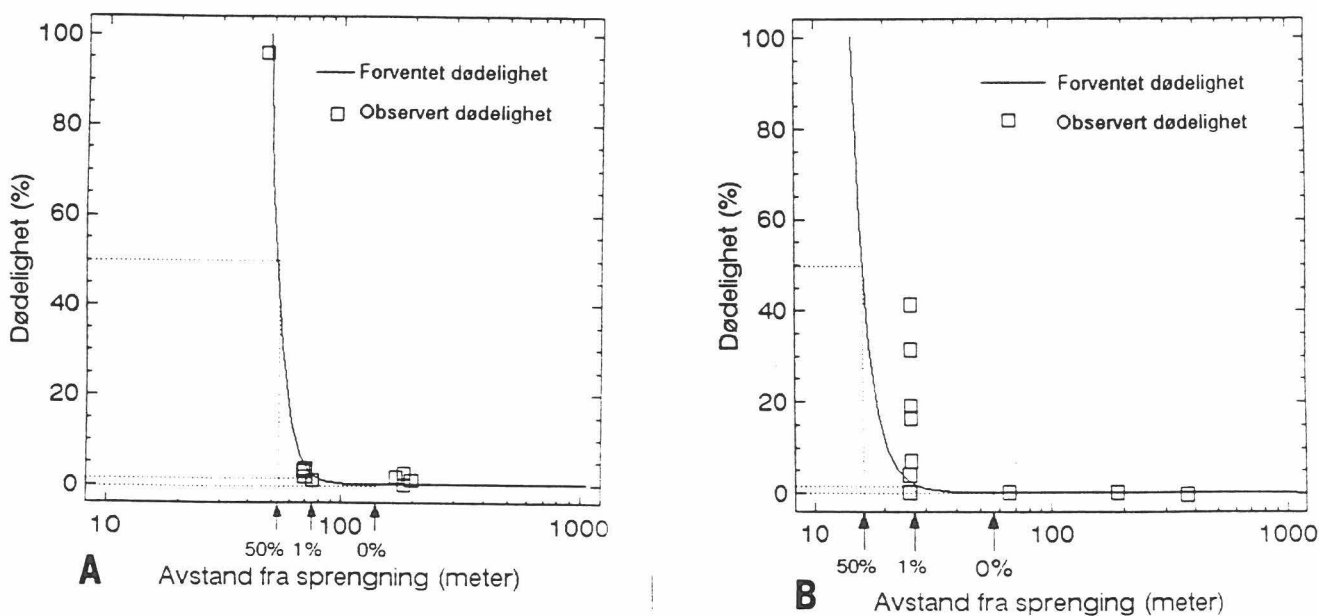 100
80
60
40
20
0
Dødelighet (%)
Forventet dødelighet
Observert dødelighet
10
100
1000
50%
1%
0%
A
Avstand fra sprengning (meter)
100
80
60
40
20
0
Dødelighet (%)
Forventet dødelighet
Observert dødelighet
10
100
1000
50%
1%
0%
B
Avstand fra sprenging (meter)